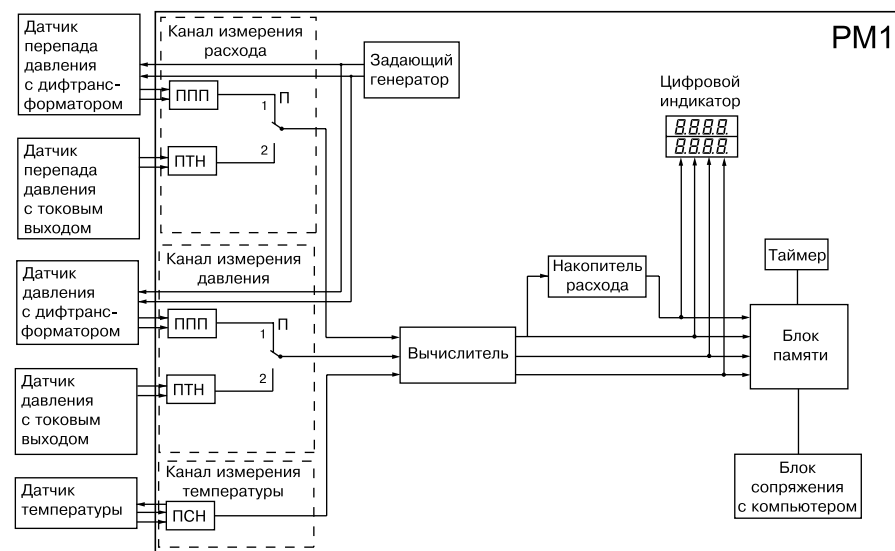 РМ1
Датчик
перепада
давления
с дифтранс-
форматором
Канал измерения
расхода
ППП
1
П
2
ПТН
Задающий
генератор
Цифровой
индикатор
8.8.8.8.
8.8.8.8.
Датчик
перепада
давления
с токовым
выходом
Канал измерения
давления
Датчик
давления
с дифтранс-
форматором
ППП
1
П
2
ПТН
Датчик
давления
с токовым
выходом
Вычислитель
Накопитель
расхода
Таймер
Блок
памяти
Канал измерения
температуры
Датчик
температуры
ПСН
Блок
сопряжения
с компьютером